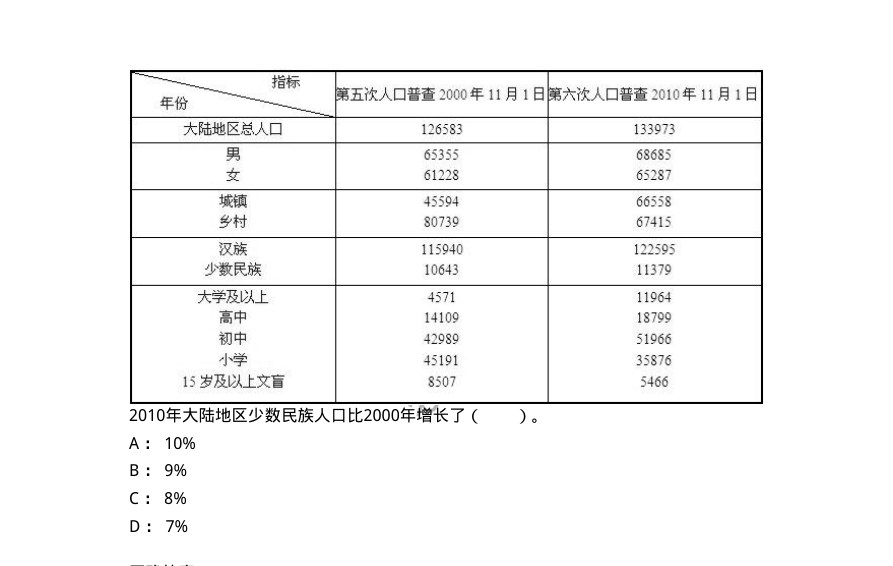 指标
年份
第五次人口普查 2000 年 11 月 1 日 第六次人口普查 2010 年 11 月 1 日
大陆地区总人口 126583 133973
男 65355 68685
女 61228 65287
城镇 45594 66558
乡村 80739 67415
汉族 115940 122595
少数民族 10643 11379
大学及以上 4571 11964
高中 14109 18799
初中 42989 51966
小学 45191 35876
15 岁及以上文盲 8507 5466
2010年大陆地区少数民族人口比2000年增长了（ ）。
A： 10%
B： 9%
C： 8%
D： 7%